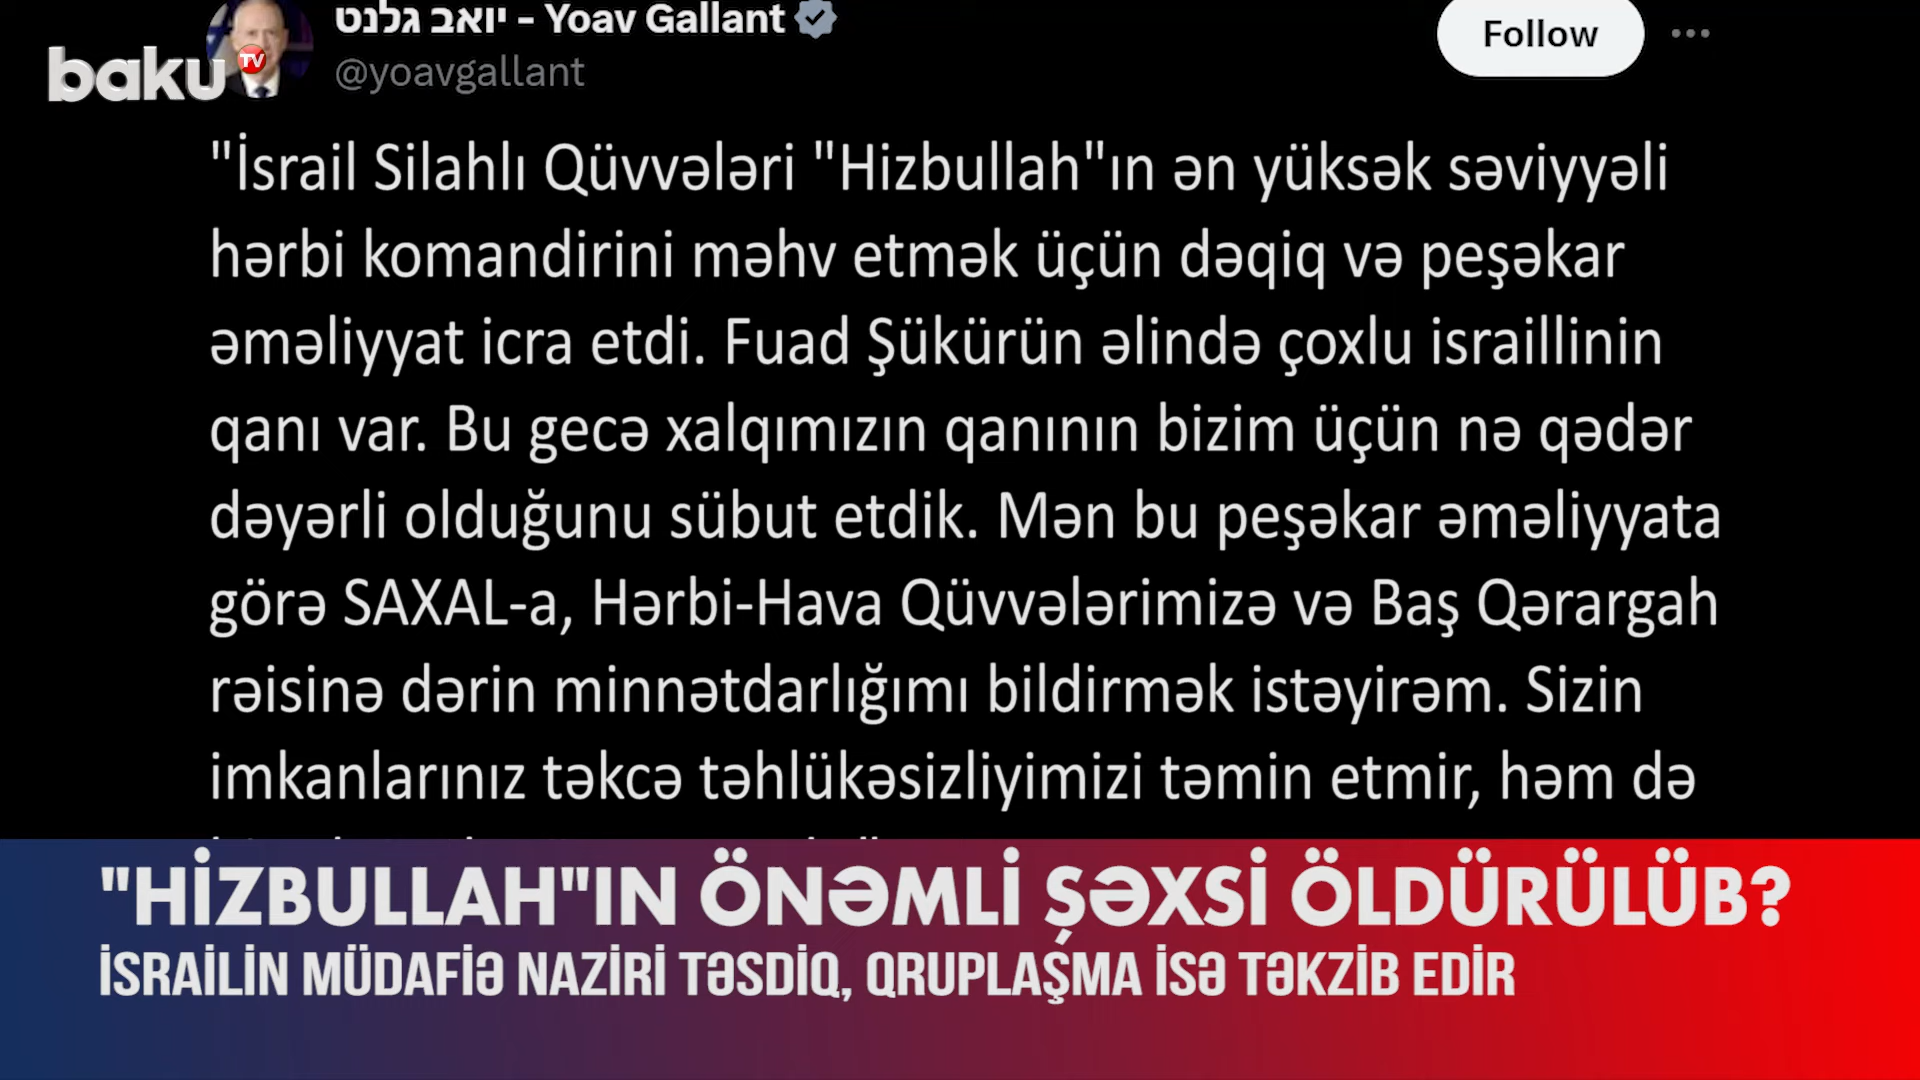 יואב גלנט - Yoav Gallant
Follow
baku TV
@yoavgallant
"İsrail Silahlı Qüvvələri "Hizbullah"ın ən yüksək səviyyəli
hərbi komandirini məhv etmək üçün dəqiq və peşəkar
əməliyyat icra etdi. Fuad Şükürün əlində çoxlu israillinin
qanı var. Bu gecə xalqımızın qanının bizim üçün nə qədər
dəyərli olduğunu sübut etdik. Mən bu peşəkar əməliyyata
görə SAXAL-a, Hərbi-Hava Qüvvələrimizə və Baş Qərargah
rəisinə dərin minnətdarlığımı bildirmək istəyirəm. Sizin
imkanlarınız təkcə təhlükəsizliyimizi təmin etmir, həm də
"HİZBULLAH"IN ÖNƏMLİ ŞƏXSİ ÖLDÜRÜLÜB?
İSRAİLİN MÜDAFİƏ NAZİRİ TƏSDİQ, QRUPLAŞMA İSƏ TƏKZİB EDİR